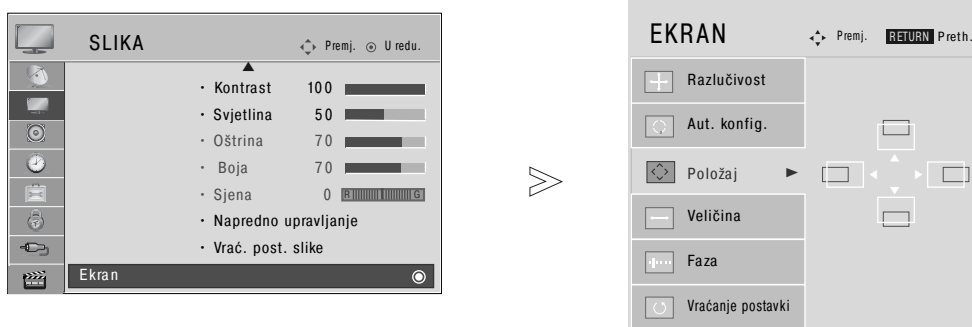 SLIKA Premj. U redu.
• Kontrast 100
• Svjetlina 50
• Oštrina 70
• Boja 70
• Sjena 0 R G
• Napredno upravljanje
• Vrać. post. slike
Ekran
EKRAN Premj. RETURN Preth.
Razlučivost
Aut. konfig.
Položaj
Veličina
Faza
Vraćanje postavki